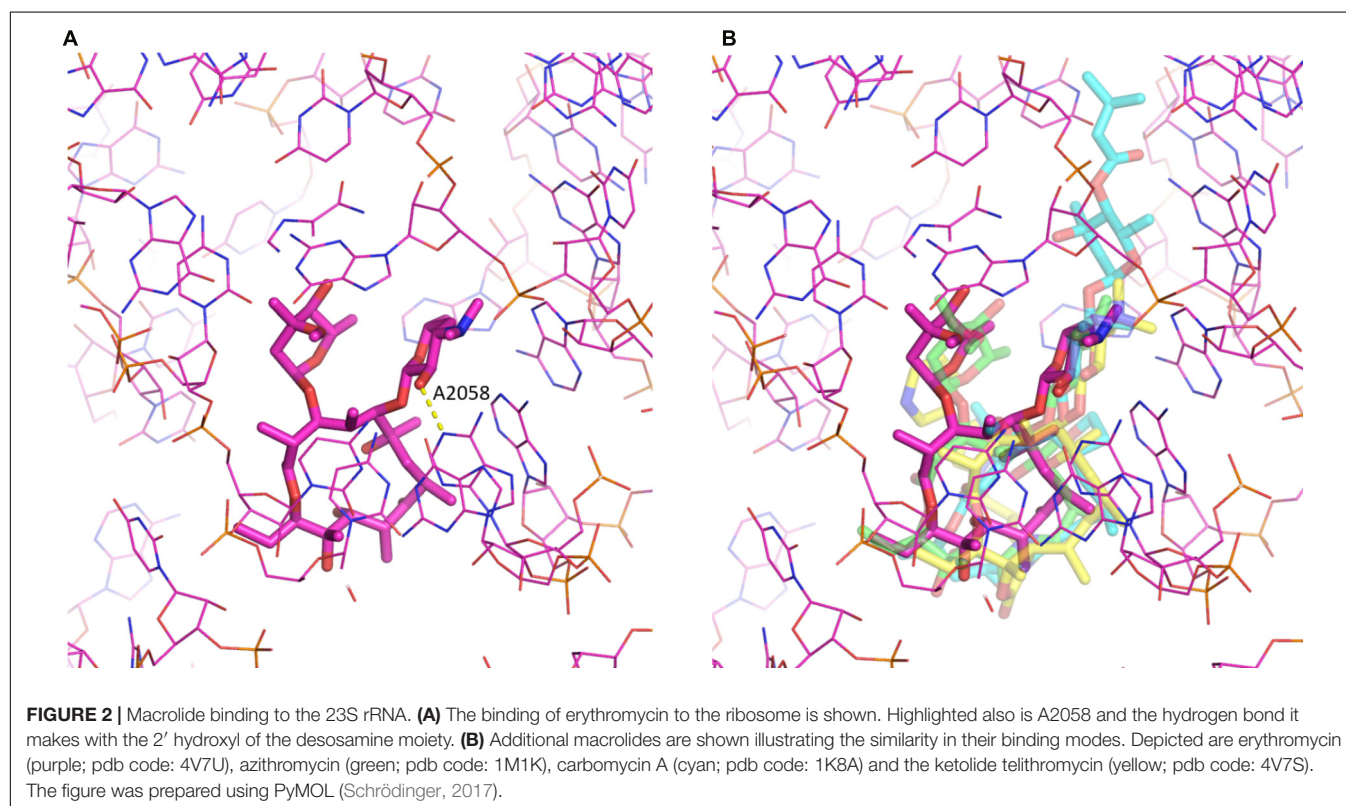 A
B
A2058
FIGURE 2 | Macrolide binding to the 23S rRNA. (A) The binding of erythromycin to the ribosome is shown. Highlighted also is A2058 and the hydrogen bond it
makes with the 2′ hydroxyl of the desosamine moiety. (B) Additional macrolides are shown illustrating the similarity in their binding modes. Depicted are erythromycin
(purple; pdb code: 4V7U), azithromycin (green; pdb code: 1M1K), carbomycin A (cyan; pdb code: 1K8A) and the ketolide telithromycin (yellow; pdb code: 4V7S).
The figure was prepared using PyMOL (Schrödinger, 2017).